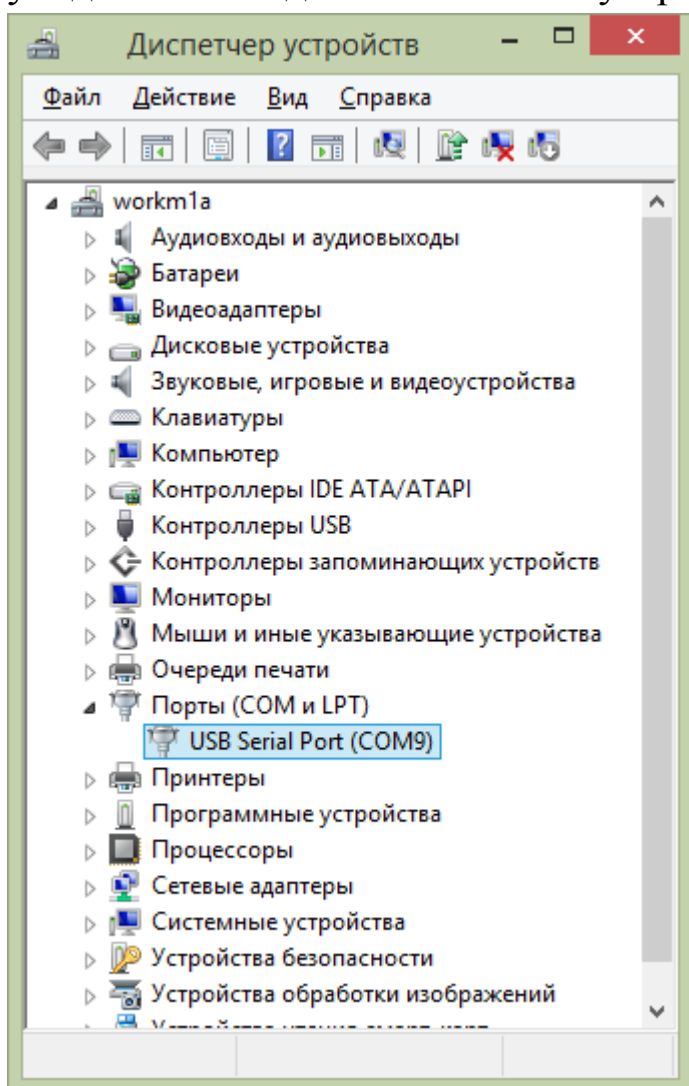 Диспетчер устройств
Файл Действие Вид Справка
workm1a
Аудиовходы и аудиовыходы
Батареи
Видеоадаптеры
Дисковые устройства
Звуковые, игровые и видеоустройства
Клавиатуры
Компьютер
Контроллеры IDE ATA/ATAPI
Контроллеры USB
Контроллеры запоминающих устройств
Мониторы
Мыши и иные указывающие устройства
Очереди печати
Порты (COM и LPT)
USB Serial Port (COM9)
Принтеры
Программные устройства
Процессоры
Сетевые адаптеры
Системные устройства
Устройства безопасности
Устройства обработки изображений